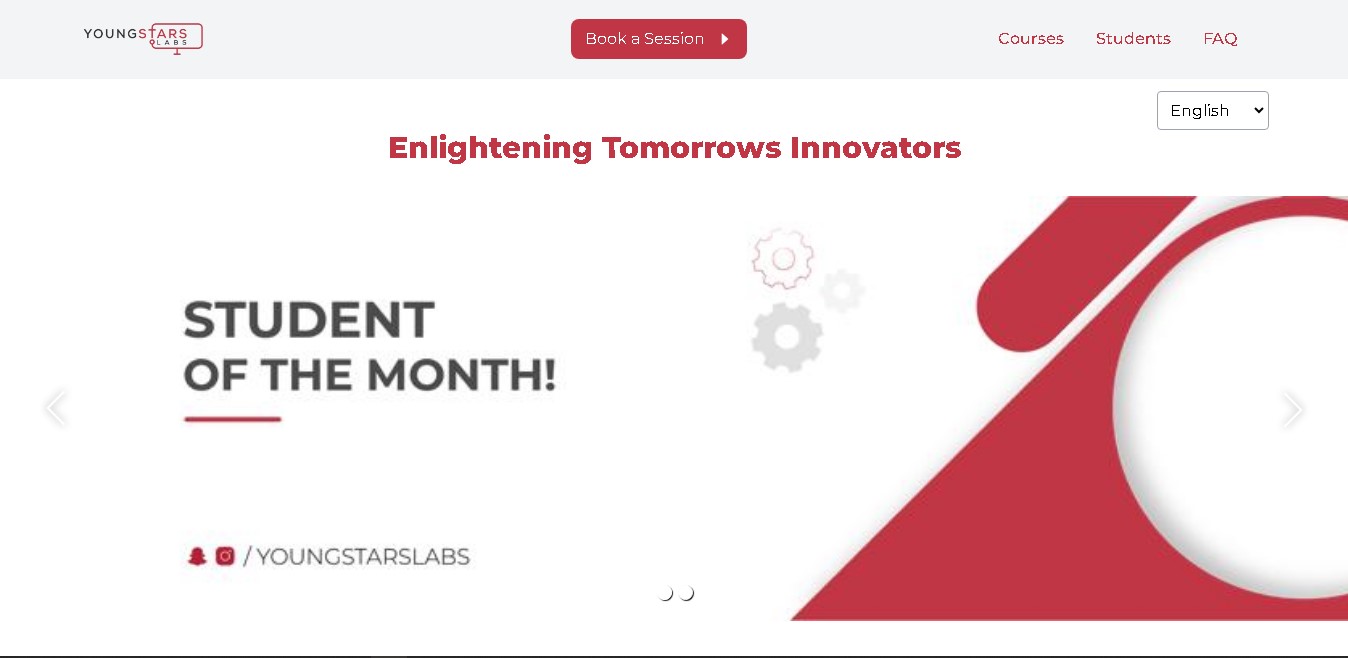 YOUNGSTARS
LABS
Book a Session
Courses
Students
FAQ
English
Enlightening Tomorrows Innovators
STUDENT
OF THE MONTH!
/ YOUNGSTARSLABS